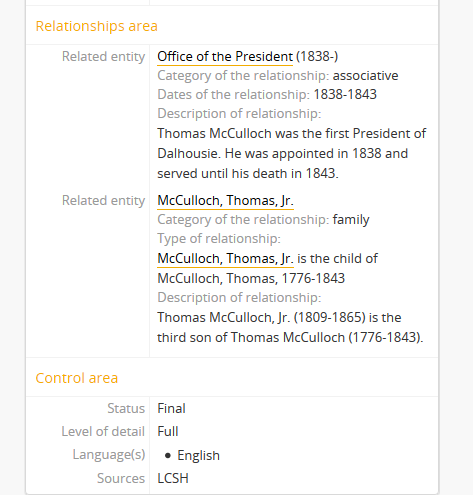 Relationships area
Related entity
Office of the President (1838-)
Category of the relationship: associative
Dates of the relationship: 1838-1843
Description of relationship:
Thomas McCulloch was the first President of
Dalhousie. He was appointed in 1838 and
served until his death in 1843.
Related entity
McCulloch, Thomas, Jr.
Category of the relationship: family
Type of relationship:
McCulloch, Thomas, Jr. is the child of
McCulloch, Thomas, 1776-1843
Description of relationship:
Thomas McCulloch, Jr. (1809-1865) is the
third son of Thomas McCulloch (1776-1843).
Control area
Status Final
Level of detail Full
Language(s) • English
Sources LCSH